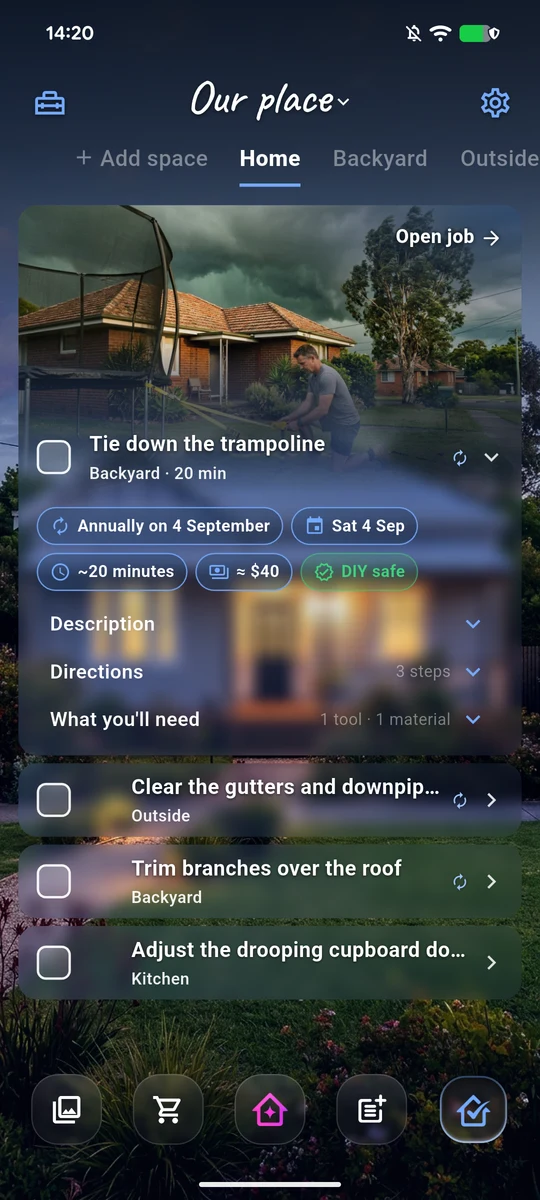 14:20
Our place
+ Add space Home Backyard Outside
Open job →
Tie down the trampoline
Backyard · 20 min
Annually on 4 September Sat 4 Sep
~20 minutes ≈ $40 DIY safe
Description
Directions 3 steps
What you'll need 1 tool · 1 material
Clear the gutters and downpip...
Outside
Trim branches over the roof
Backyard
Adjust the drooping cupboard do...
Kitchen